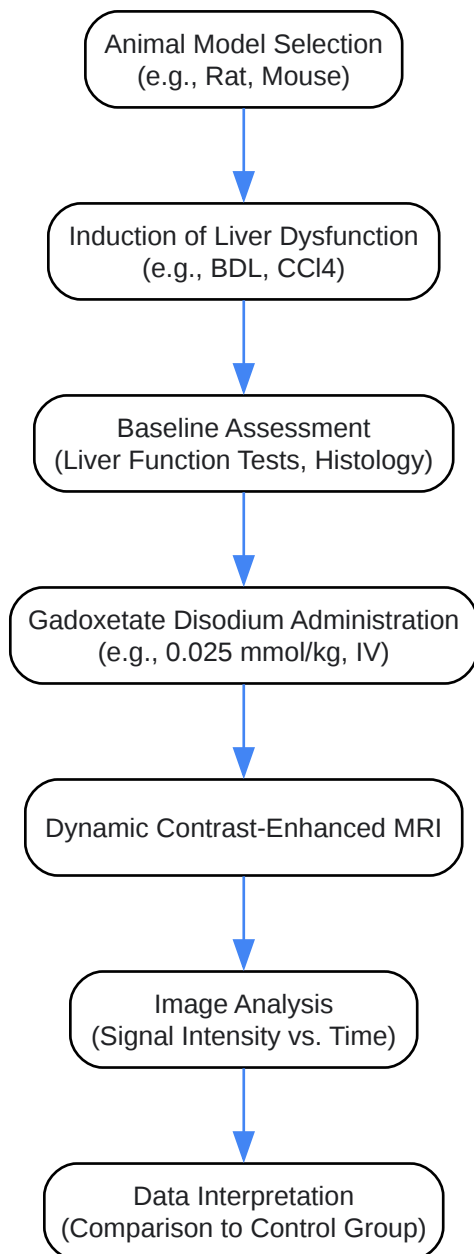 Animal Model Selection
(e.g., Rat, Mouse)
Induction of Liver Dysfunction
(e.g., BDL, CCl4)
Baseline Assessment
(Liver Function Tests, Histology)
Gadoxetate Disodium Administration
(e.g., 0.025 mmol/kg, IV)
Dynamic Contrast-Enhanced MRI
Image Analysis
(Signal Intensity vs. Time)
Data Interpretation
(Comparison to Control Group)